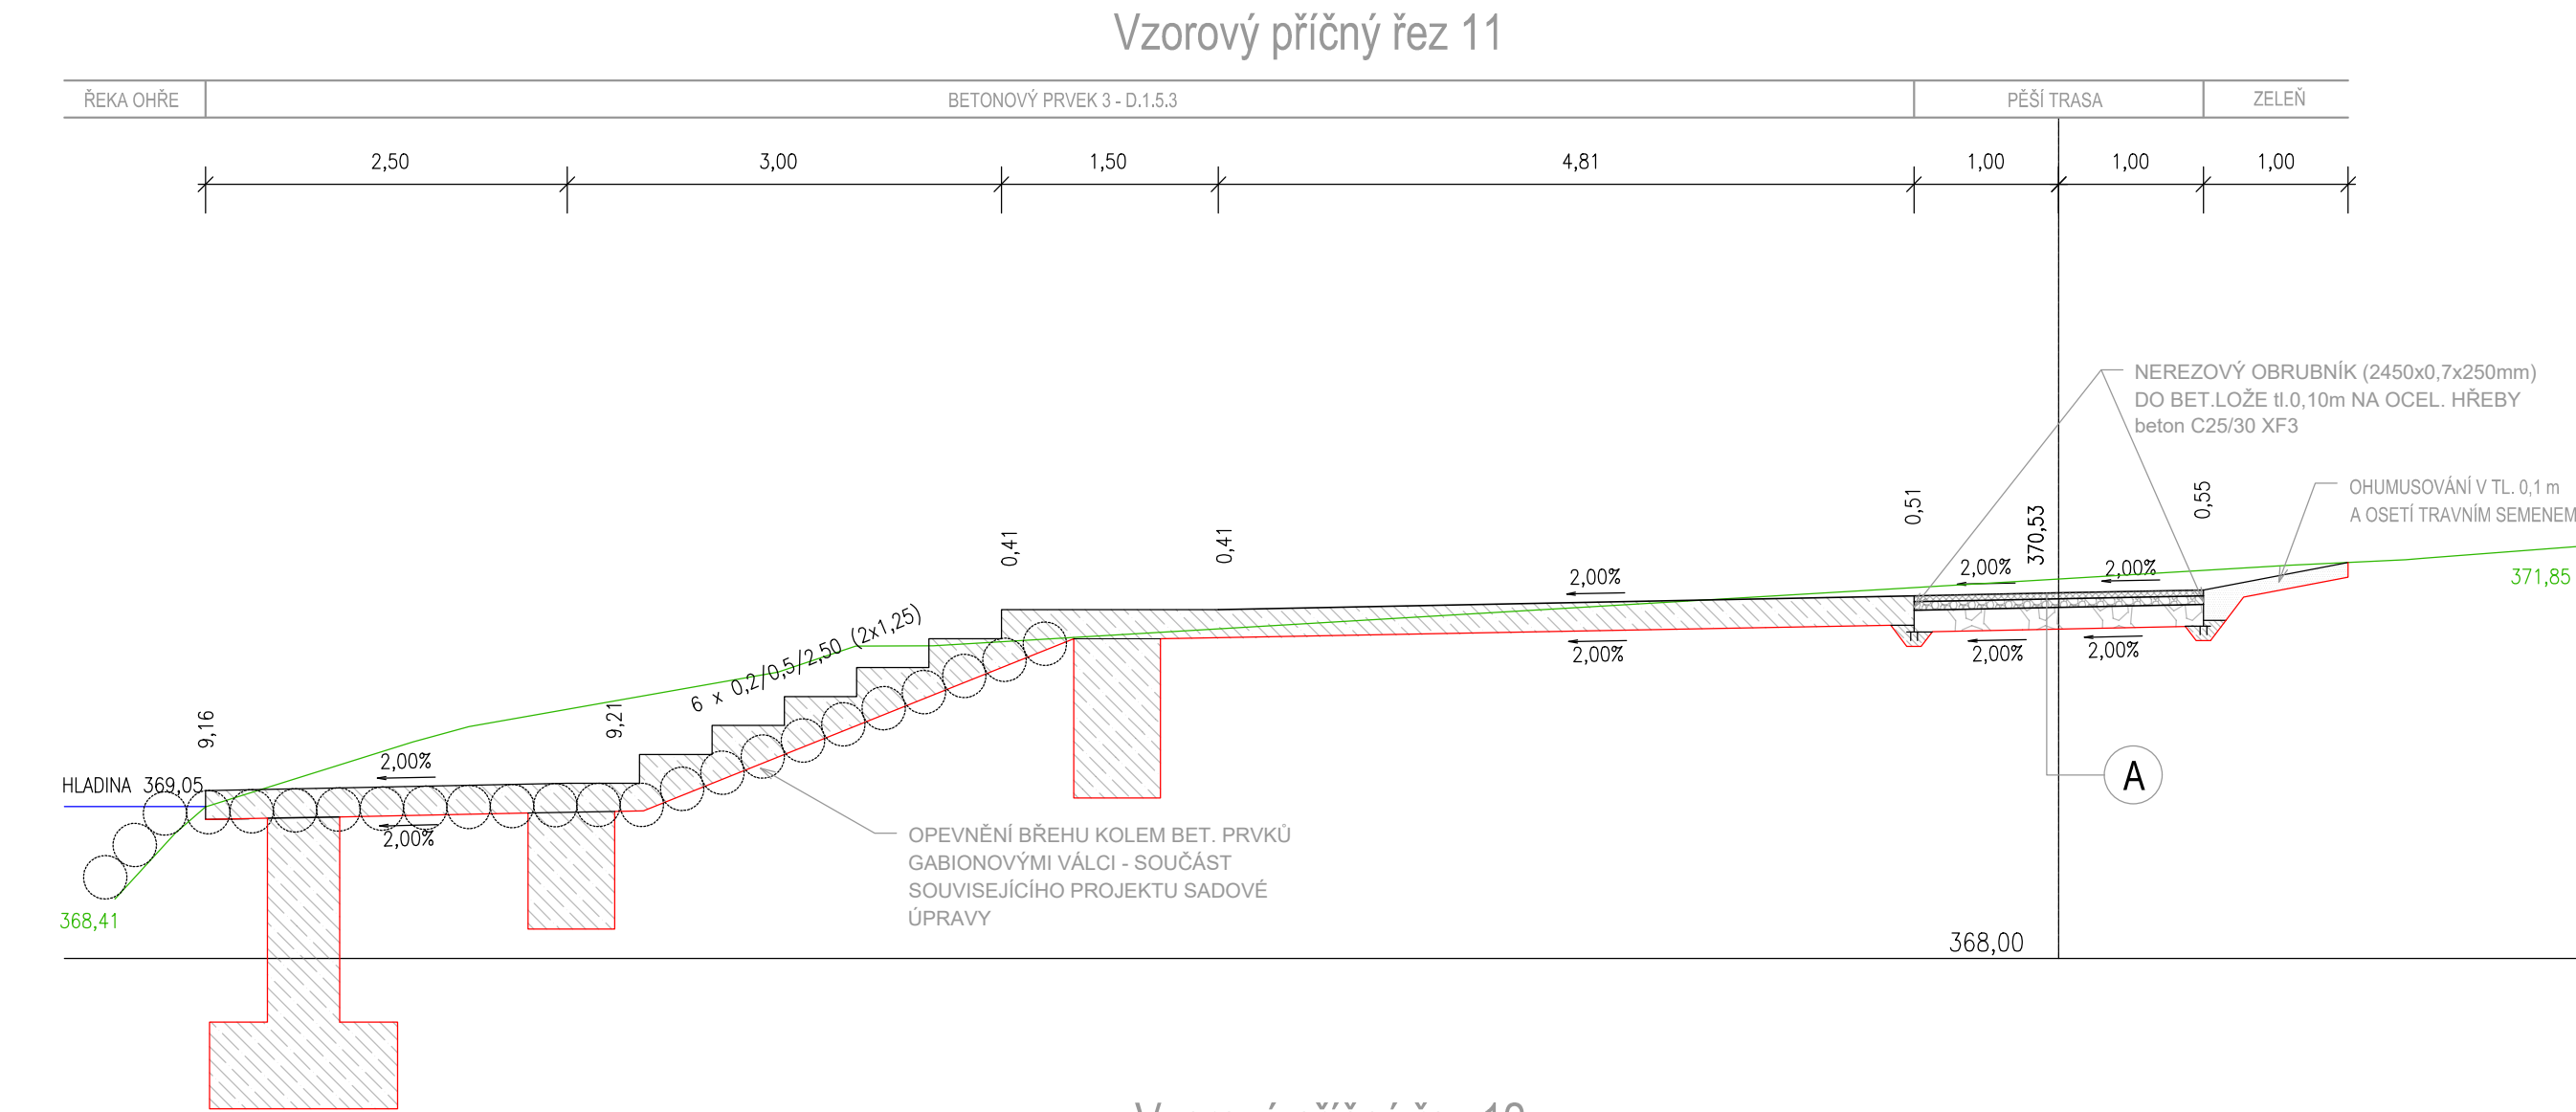 Vzorový příčný řez 11
ŘEKA OHŘE
BETONOVÝ PRVEK 3 - D.1.5.3
PĚŠÍ TRASA
ZELEŇ
2,50
3,00
1,50
4,81
1,00
1,00
1,00
NEREZOVÝ OBRUBNÍK (2450x0,7x250mm)
DO BET.LOŽE tl.0,10m NA OCEL. HŘEBY
beton C25/30 XF3
OHUMUSOVÁNÍ V TL. 0,1 m
A OSETÍ TRAVNÍM SEMENEM
0,51
370,53
0,55
0,41
0,41
2,00%
2,00%
2,00%
371,85
2,00%
2,00%
2,00%
6 x 0,2/0,5/2,50 (2x1,25)
9,16
9,21
2,00%
HLADINA 369,05
2,00%
A
OPEVNĚNÍ BŘEHU KOLEM BET. PRVKŮ
GABIONOVÝMI VÁLCI - SOUČÁST
SOUVISEJÍCÍHO PROJEKTU SADOVÉ
ÚPRAVY
368,41
368,00